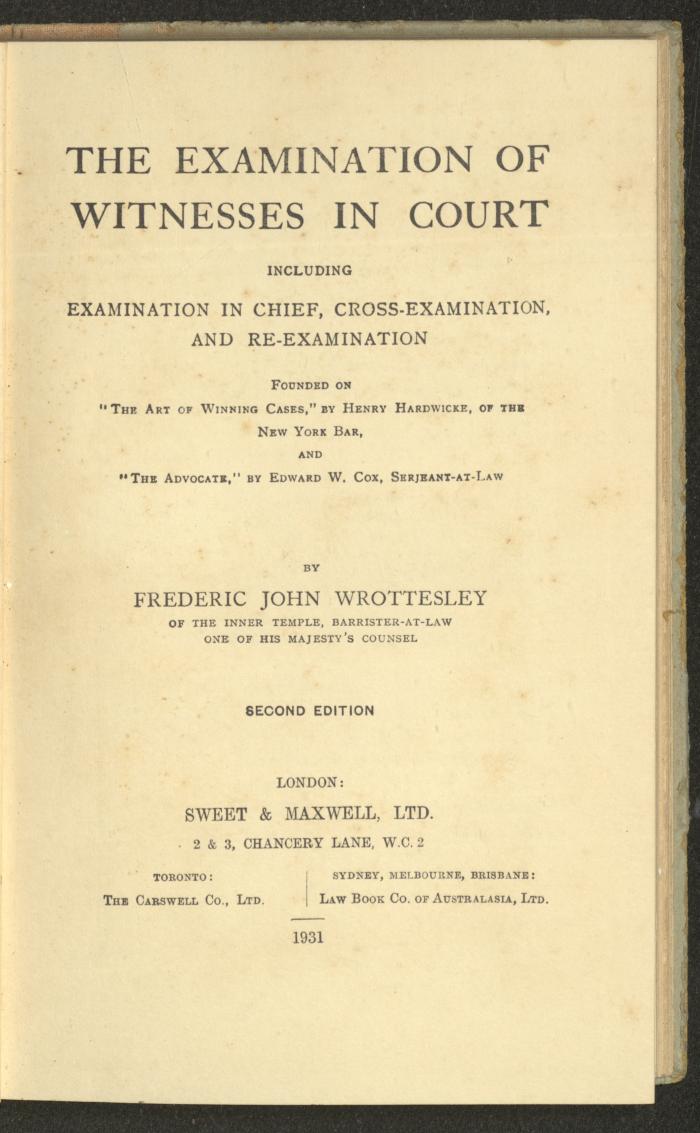 THE EXAMINATION OF
WITNESSES IN COURT
INCLUDING
EXAMINATION IN CHIEF, CROSS-EXAMINATION,
AND RE-EXAMINATION
FOUNDED ON
"THE ART OF WINNING CASES," BY HENRY HARDWICKE, OF THE
NEW YORK BAR,
AND
"THE ADVOCATE," BY EDWARD W. COX, SERJEANT-AT-LAW
BY
FREDERIC JOHN WROTTESLEY
OF THE INNER TEMPLE, BARRISTER-AT-LAW
ONE OF HIS MAJESTY'S COUNSEL
SECOND EDITION
LONDON:
SWEET & MAXWELL, LTD.
2 & 3, CHANCERY LANE, W.C. 2
TORONTO:
THE CARSWELL CO., LTD.
SYDNEY, MELBOURNE, BRISBANE:
LAW BOOK CO. OF AUSTRALASIA, LTD.
1931